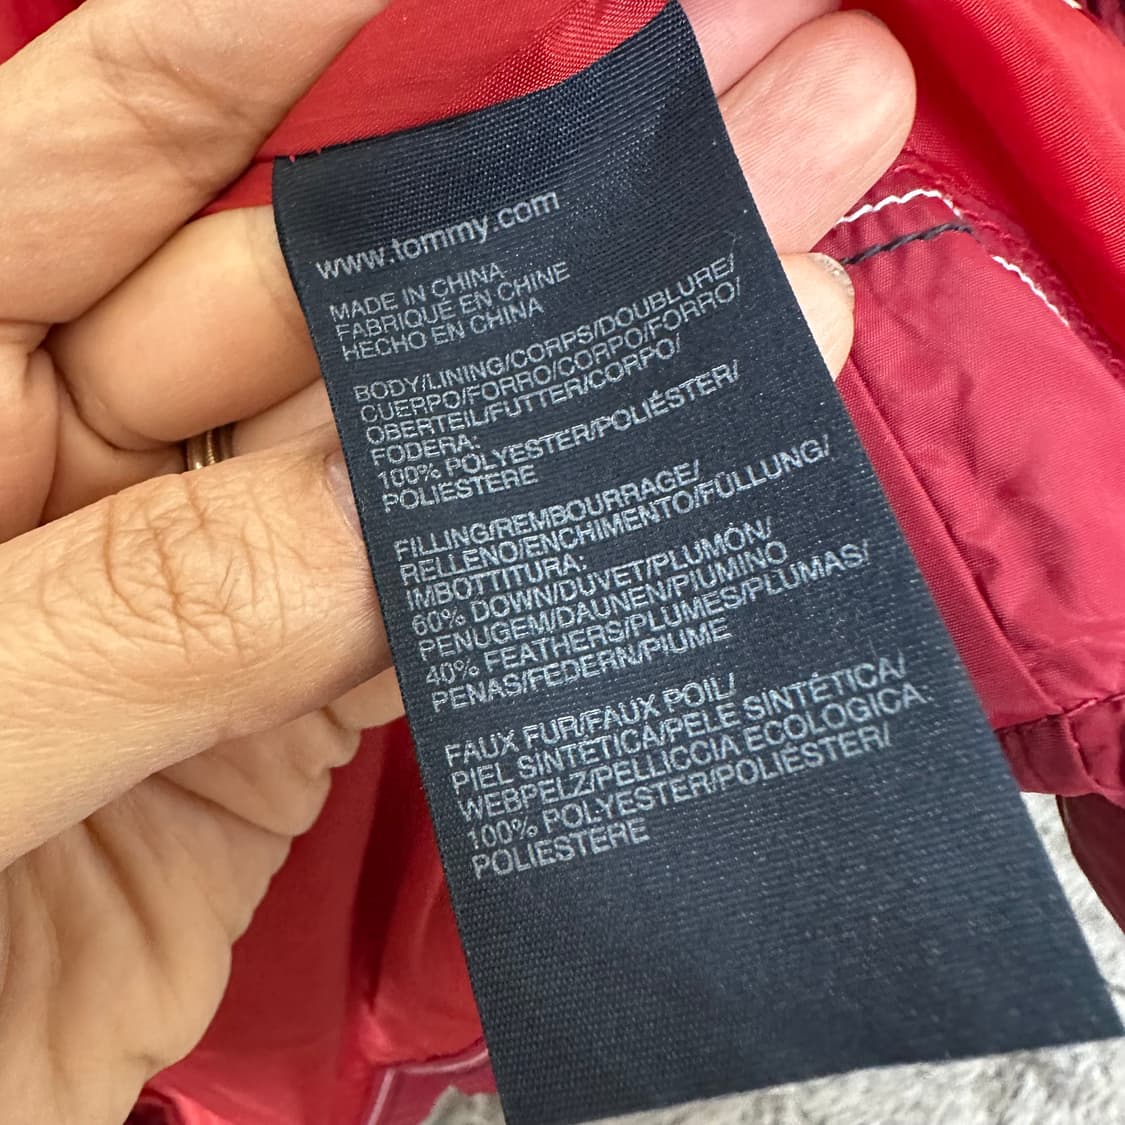 www.tommy.com
MADE IN CHINA
FABRIQUÉ EN CHINE
HECHO EN CHINA
BODY/LINING/CORPS/DOUBLURE/
CUERPO/FORRO/CORPO/FORRO/
OBERTEIL/FUTTER/CORPO/
FODERA:
100% POLYESTER/POLIÉSTER/
POLIESTERE
FILLING/REMBOURRAGE/
RELLENO/ENCHIMENTO/FÜLLUNG/
IMBOTTITURA:
60% DOWN/DUVET/PLUMÓN/
PENUGEM/DAUNEN/PIUMINO
40% FEATHERS/PLUMES/PLUMAS/
PENAS/FEDERN/PIUME
FAUX FUR/FAUX POIL/
PIEL SINTÉTICA/PELE SINTÉTICA/
WEBPELZ/PELLICCIA ECOLOGICA:
100% POLYESTER/POLIÉSTER/
POLIESTERE